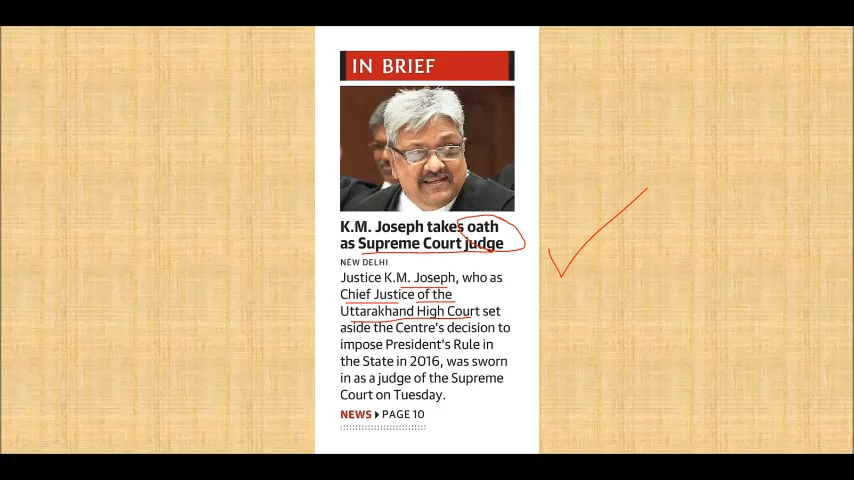 IN BRIEF
K.M. Joseph takes oath
as Supreme Court judge
NEW DELHI
Justice K.M. Joseph, who as
Chief Justice of the
Uttarakhand High Court set
aside the Centre's decision to
impose President's Rule in
the State in 2016, was sworn
in as a judge of the Supreme
Court on Tuesday.
NEWS PAGE 10